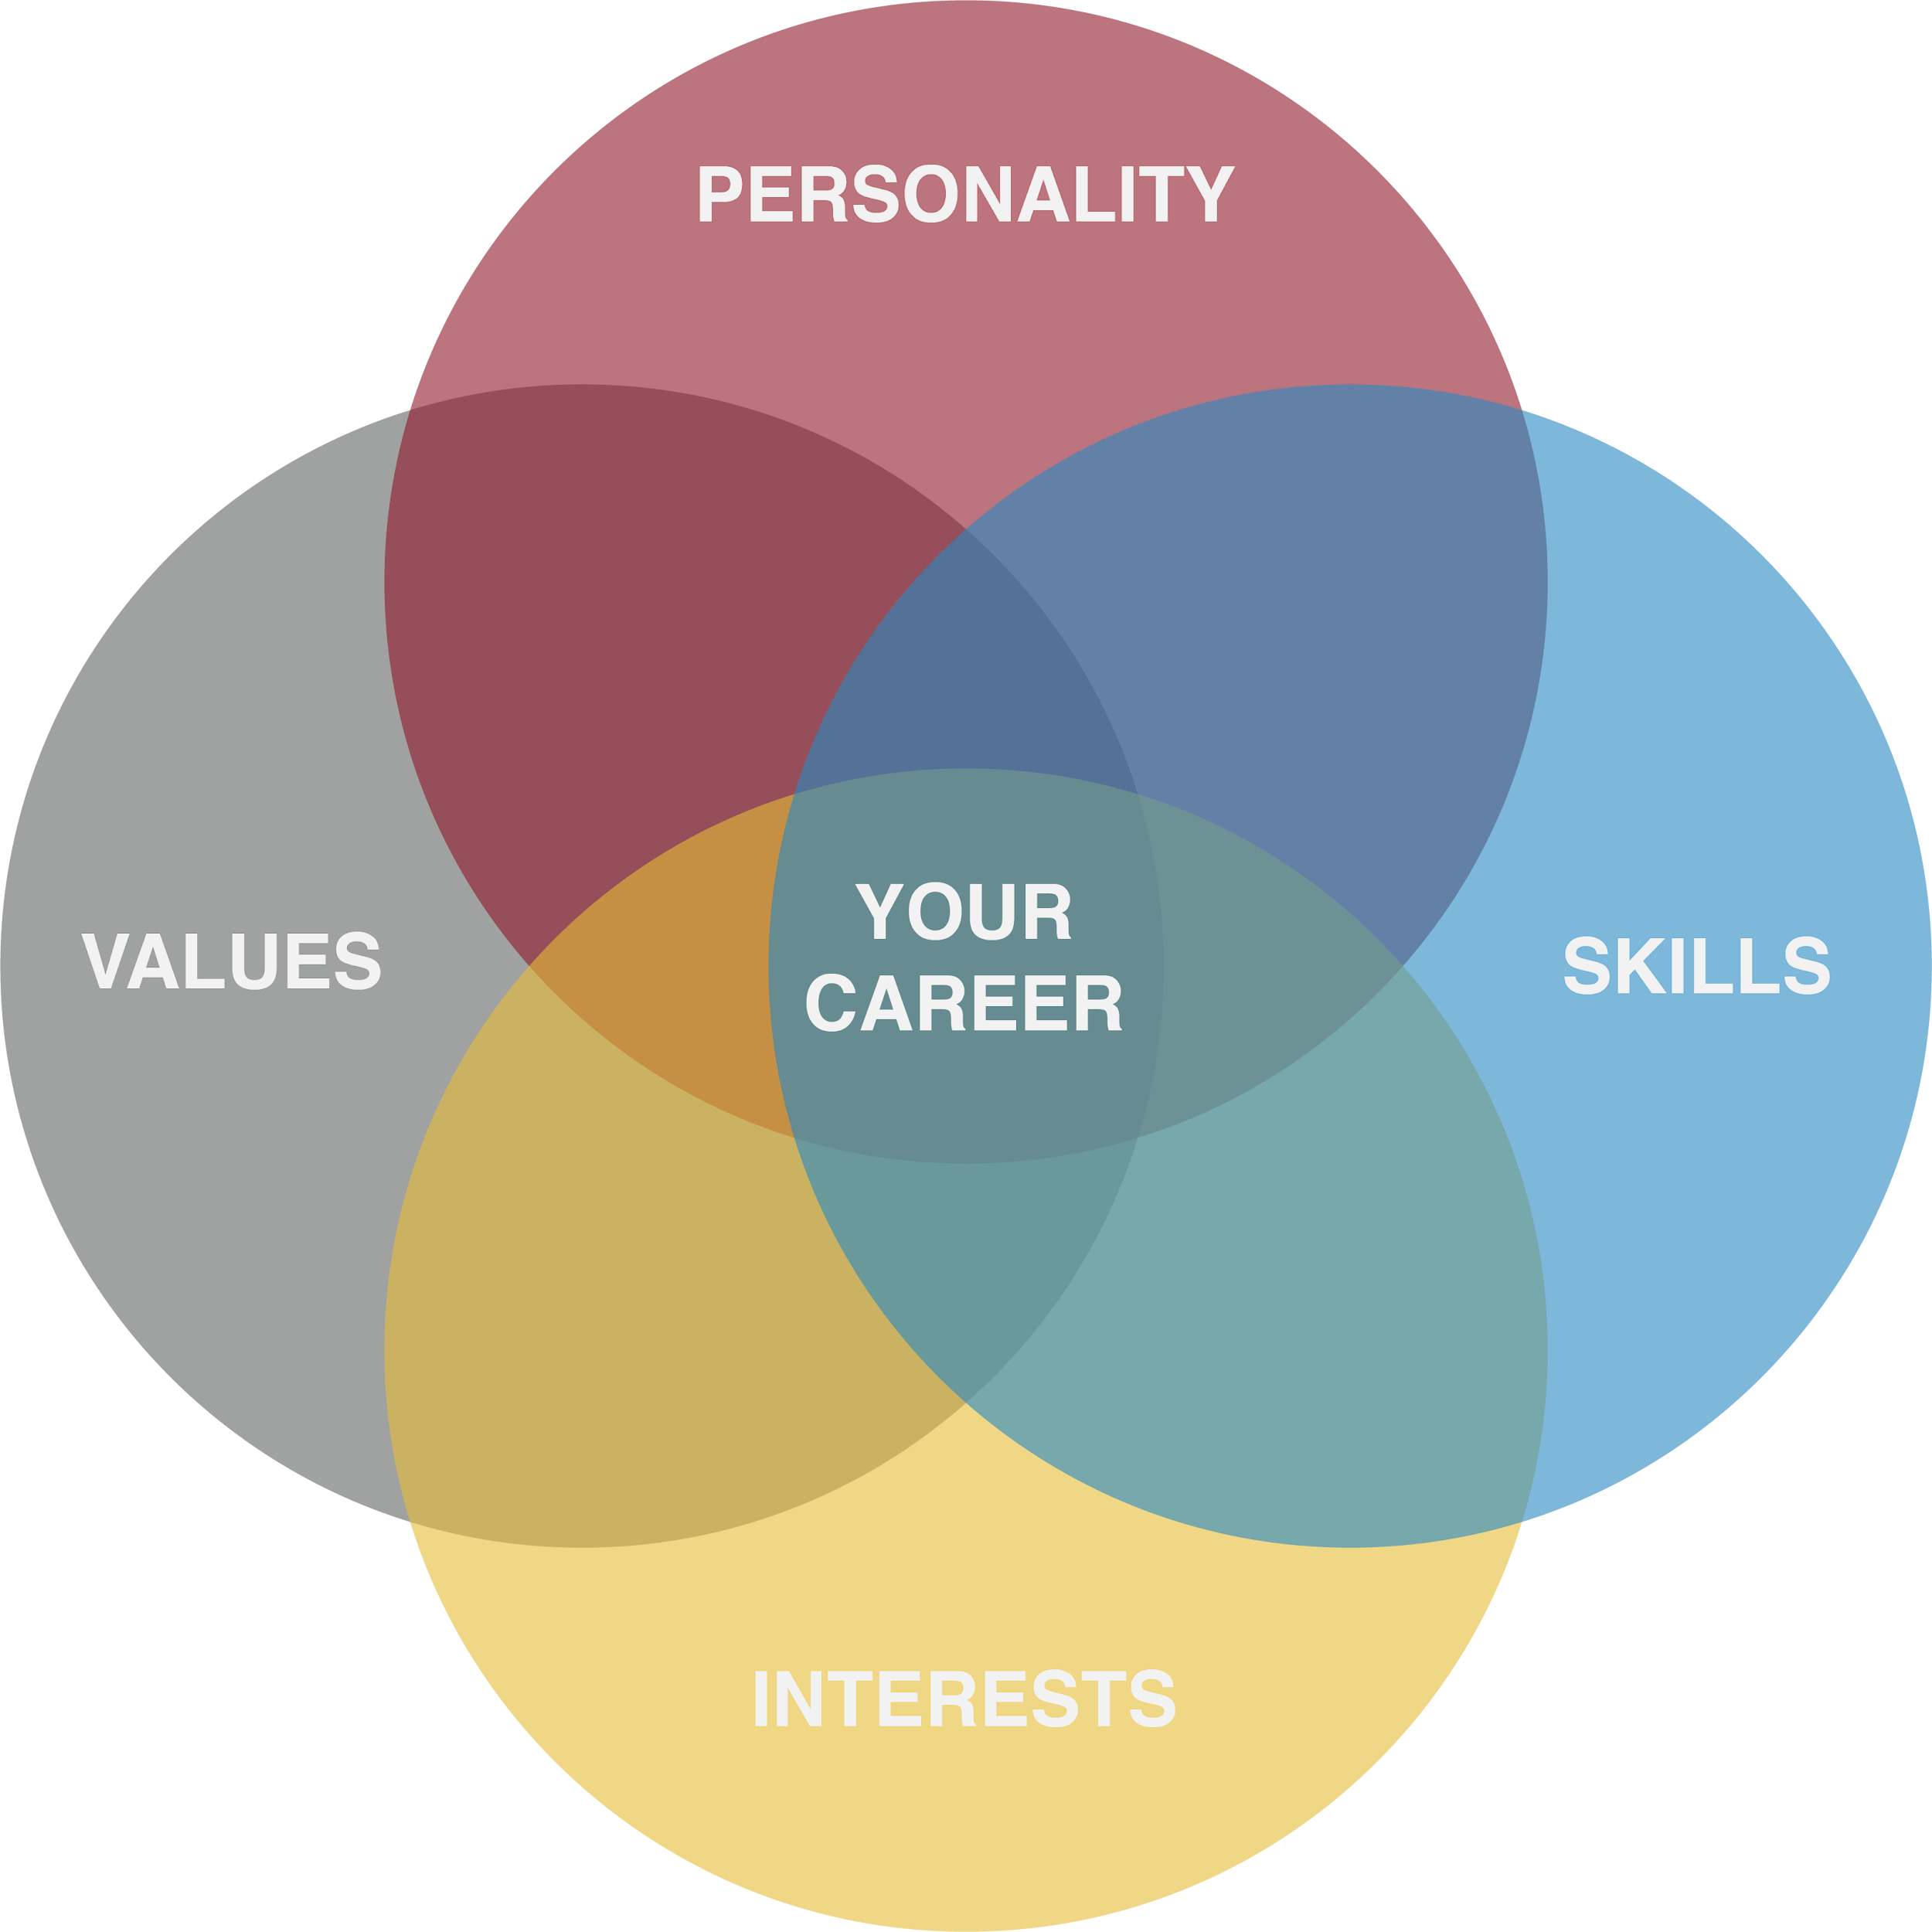 PERSONALITY
VALUES
YOUR
CAREER
SKILLS
INTERESTS